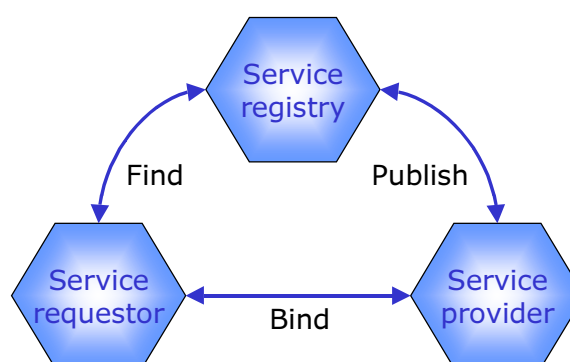 Service
registry
Find
Publish
Service
requestor
Bind
Service
provider